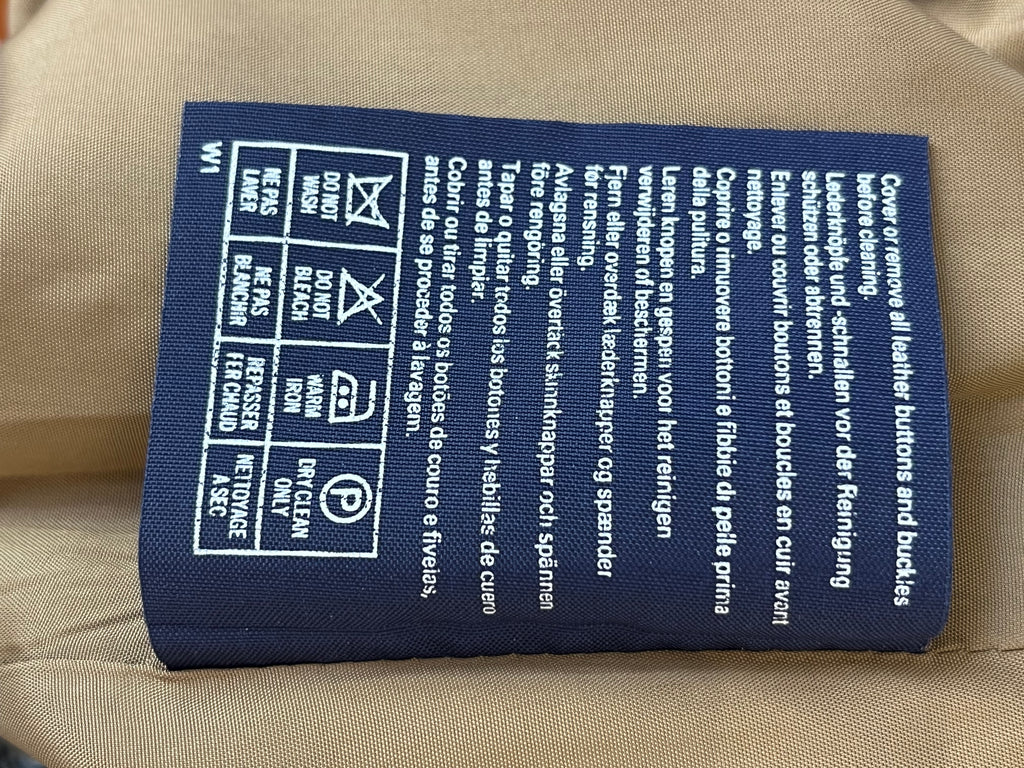 Cover or remove all leather buttons and buckles
before cleaning.
Lederknöpfe und -schnallen vor der Reinigung
schützen oder abtrennen.
Enlever ou couvrir boutons et boucles en cuir avant
nettoyage.
Coprire o rimuovere bottoni e fibbie di pelle prima
dela pulitura.
Leren knopen en gespen voor het reinigen
verwijderen of beschermen.
Fjern eller overdæk læderknapper og spænder
for rensning.
Avlagsna eller övertäck skinnknappar och spännen
före rengöring.
Tapar o quitar todos los botones y hebillas de cuero
antes de limpiar.
Cobrir ou tirar todos os botões de couro e fivelas,
antes de se proceder à lavagem.
P
DO NOT WASH
DO NOT BLEACH
WARM IRON
DRY CLEAN ONLY
NE PAS LAVER
NE PAS BLANCHIR
REPASSER FER CHAUD
NETTOYAGE A SEC
W1